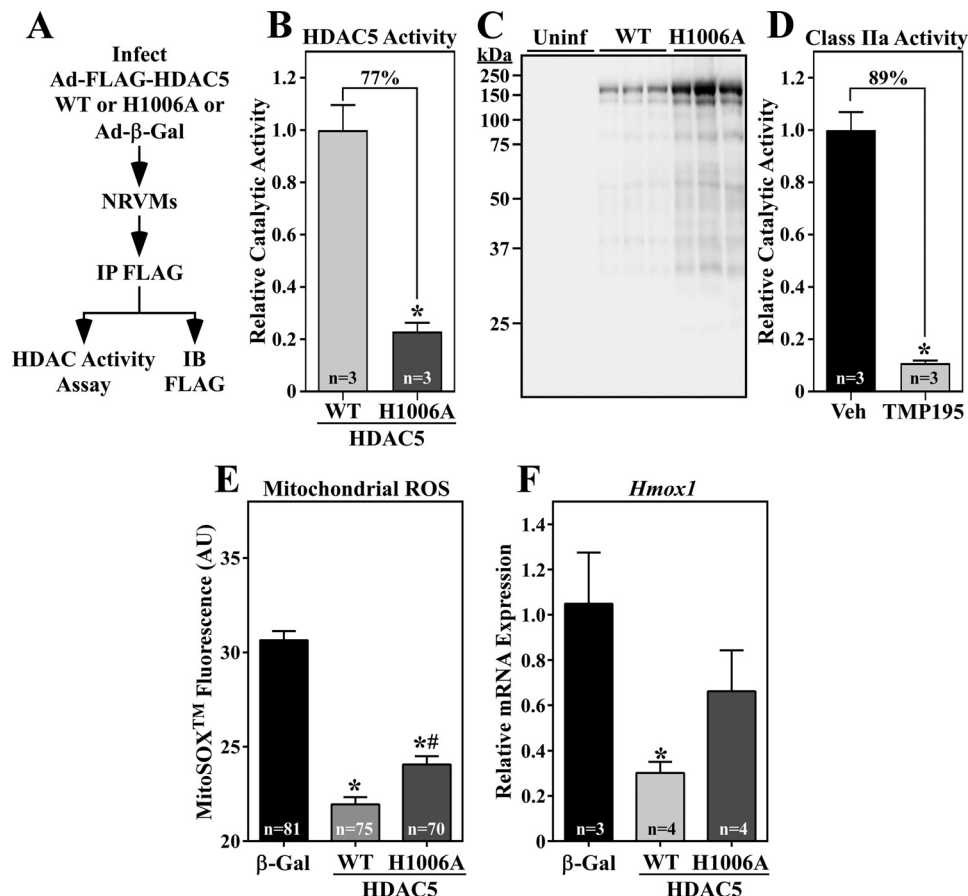 A
Infect
Ad-FLAG-HDAC5
WT or H1006A or
Ad-β-Gal
NRVMs
IP FLAG
HDAC Activity
Assay
IB
FLAG
B
HDAC5 Activity
77%
Relative Catalytic Activity
1.2
1.0
0.8
0.6
0.4
0.2
0
*
n=3
n=3
WT
H1006A
HDAC5
C
kDa
Uninf
WT
H1006A
250
150
100
75
50
37
25
D
Class IIa Activity
89%
Relative Catalytic Activity
1.2
1.0
0.8
0.6
0.4
0.2
0
*
n=3
n=3
Veh
TMP195
E
Mitochondrial ROS
MitoSOX™ Fluorescence (AU)
35
30
25
20
*
*#
n=81
n=75
n=70
β-Gal
WT
H1006A
HDAC5
F
Hmox1
Relative mRNA Expression
1.4
1.2
1.0
0.8
0.6
0.4
0.2
0
*
n=3
n=4
n=4
β-Gal
WT
H1006A
HDAC5